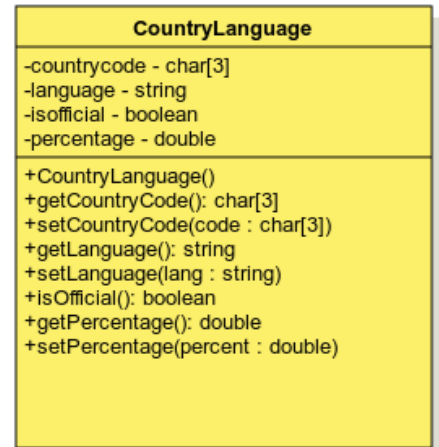 CountryLanguage
-countrycode - char[3]
-language - string
-isofficial - boolean
-percentage - double
+CountryLanguage()
+getCountryCode(): char[3]
+setCountryCode(code : char[3])
+getLanguage(): string
+setLanguage(lang : string)
+isOfficial(): boolean
+getPercentage(): double
+setPercentage(percent : double)